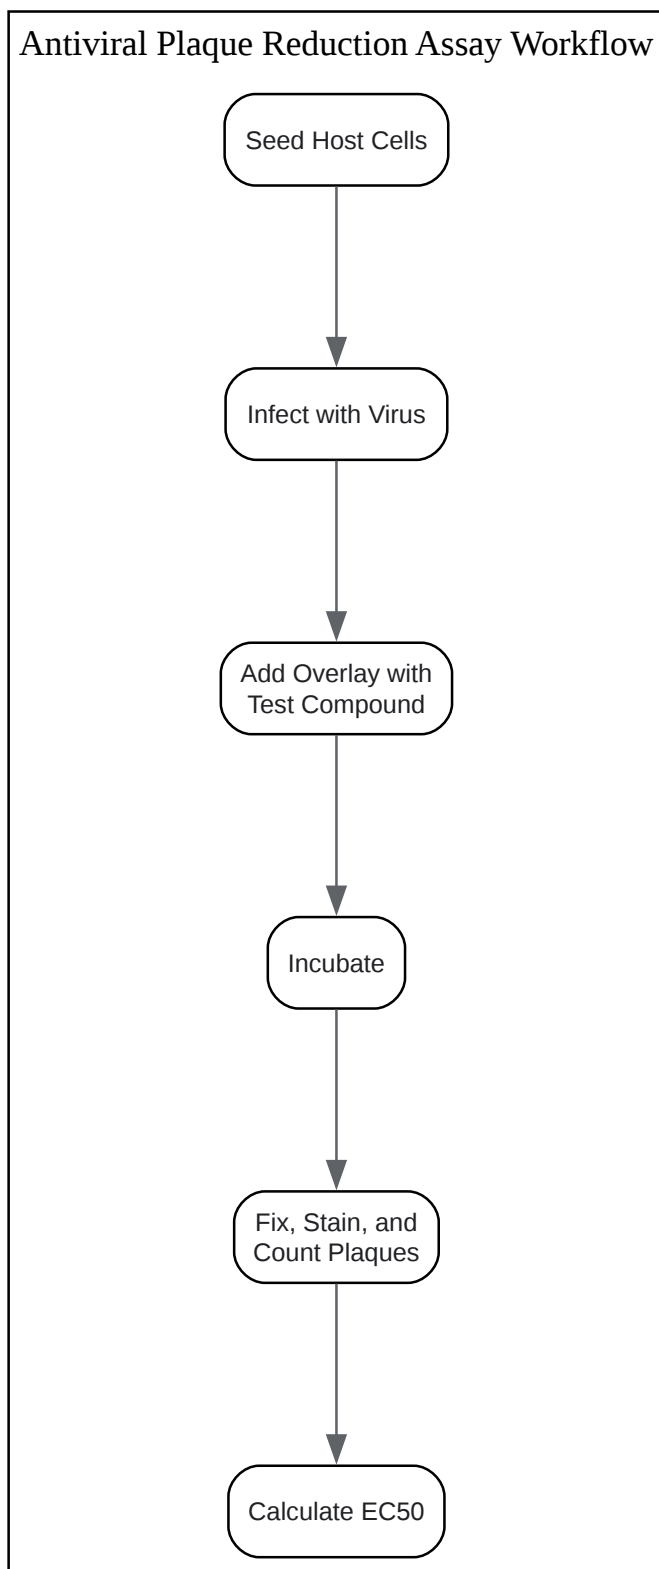 Antiviral Plaque Reduction Assay Workflow
Seed Host Cells
Infect with Virus
Add Overlay with
Test Compound
Incubate
Fix, Stain, and
Count Plaques
Calculate EC50